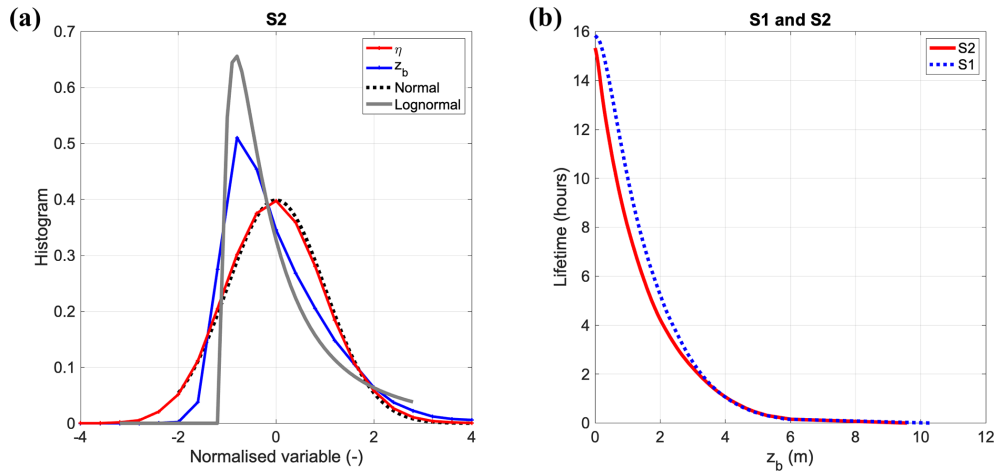 (a)
S2
0.7
0.6
0.5
0.4
0.3
0.2
0.1
0
Histogram
-4
-2
0
2
4
Normalised variable (-)
η
z_b
Normal
Lognormal
(b)
S1 and S2
16
14
12
10
8
6
4
2
0
Lifetime (hours)
0
2
4
6
8
10
12
z_b (m)
S2
S1